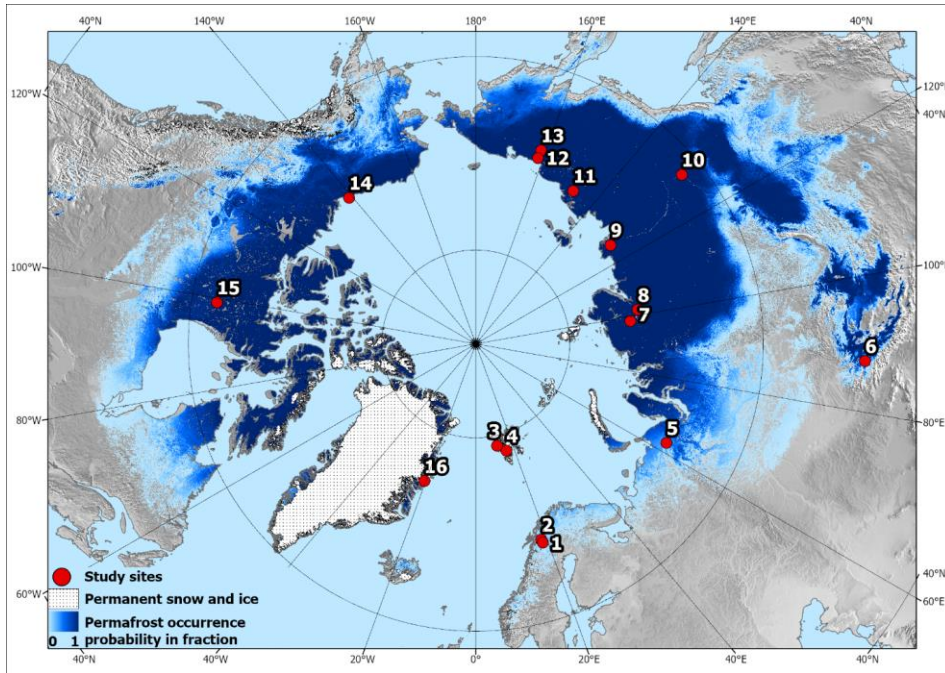 40°N 140°W 160°W 180° 160°E 140°E 40°N
120°W
120°E
40°N
13
12
10
14
11
9
100°W
100°E
15
8
7
6
80°W
80°E
3 4
5
16
2
1
40°N
60°W
60°E
Study sites
Permanent snow and ice
Permafrost occurrence
probability in fraction
0 1
40°N 40°W 20°W 0° 20°E 40°E 40°N